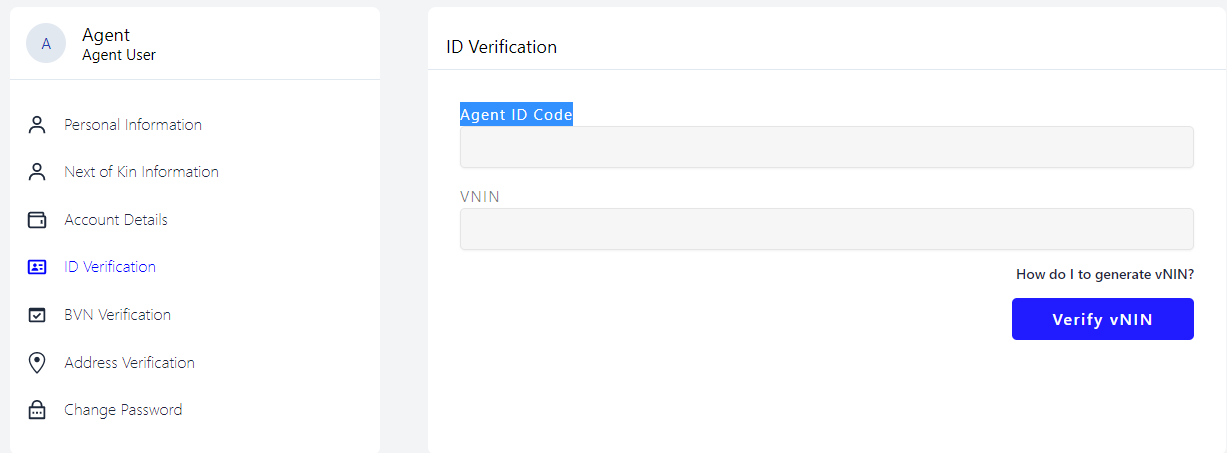 A
Agent
Agent User
Personal Information
Next of Kin Information
Account Details
ID Verification
BVN Verification
Address Verification
Change Password
ID Verification
Agent ID Code
VNIN
How do I to generate vNIN?
Verify vNIN